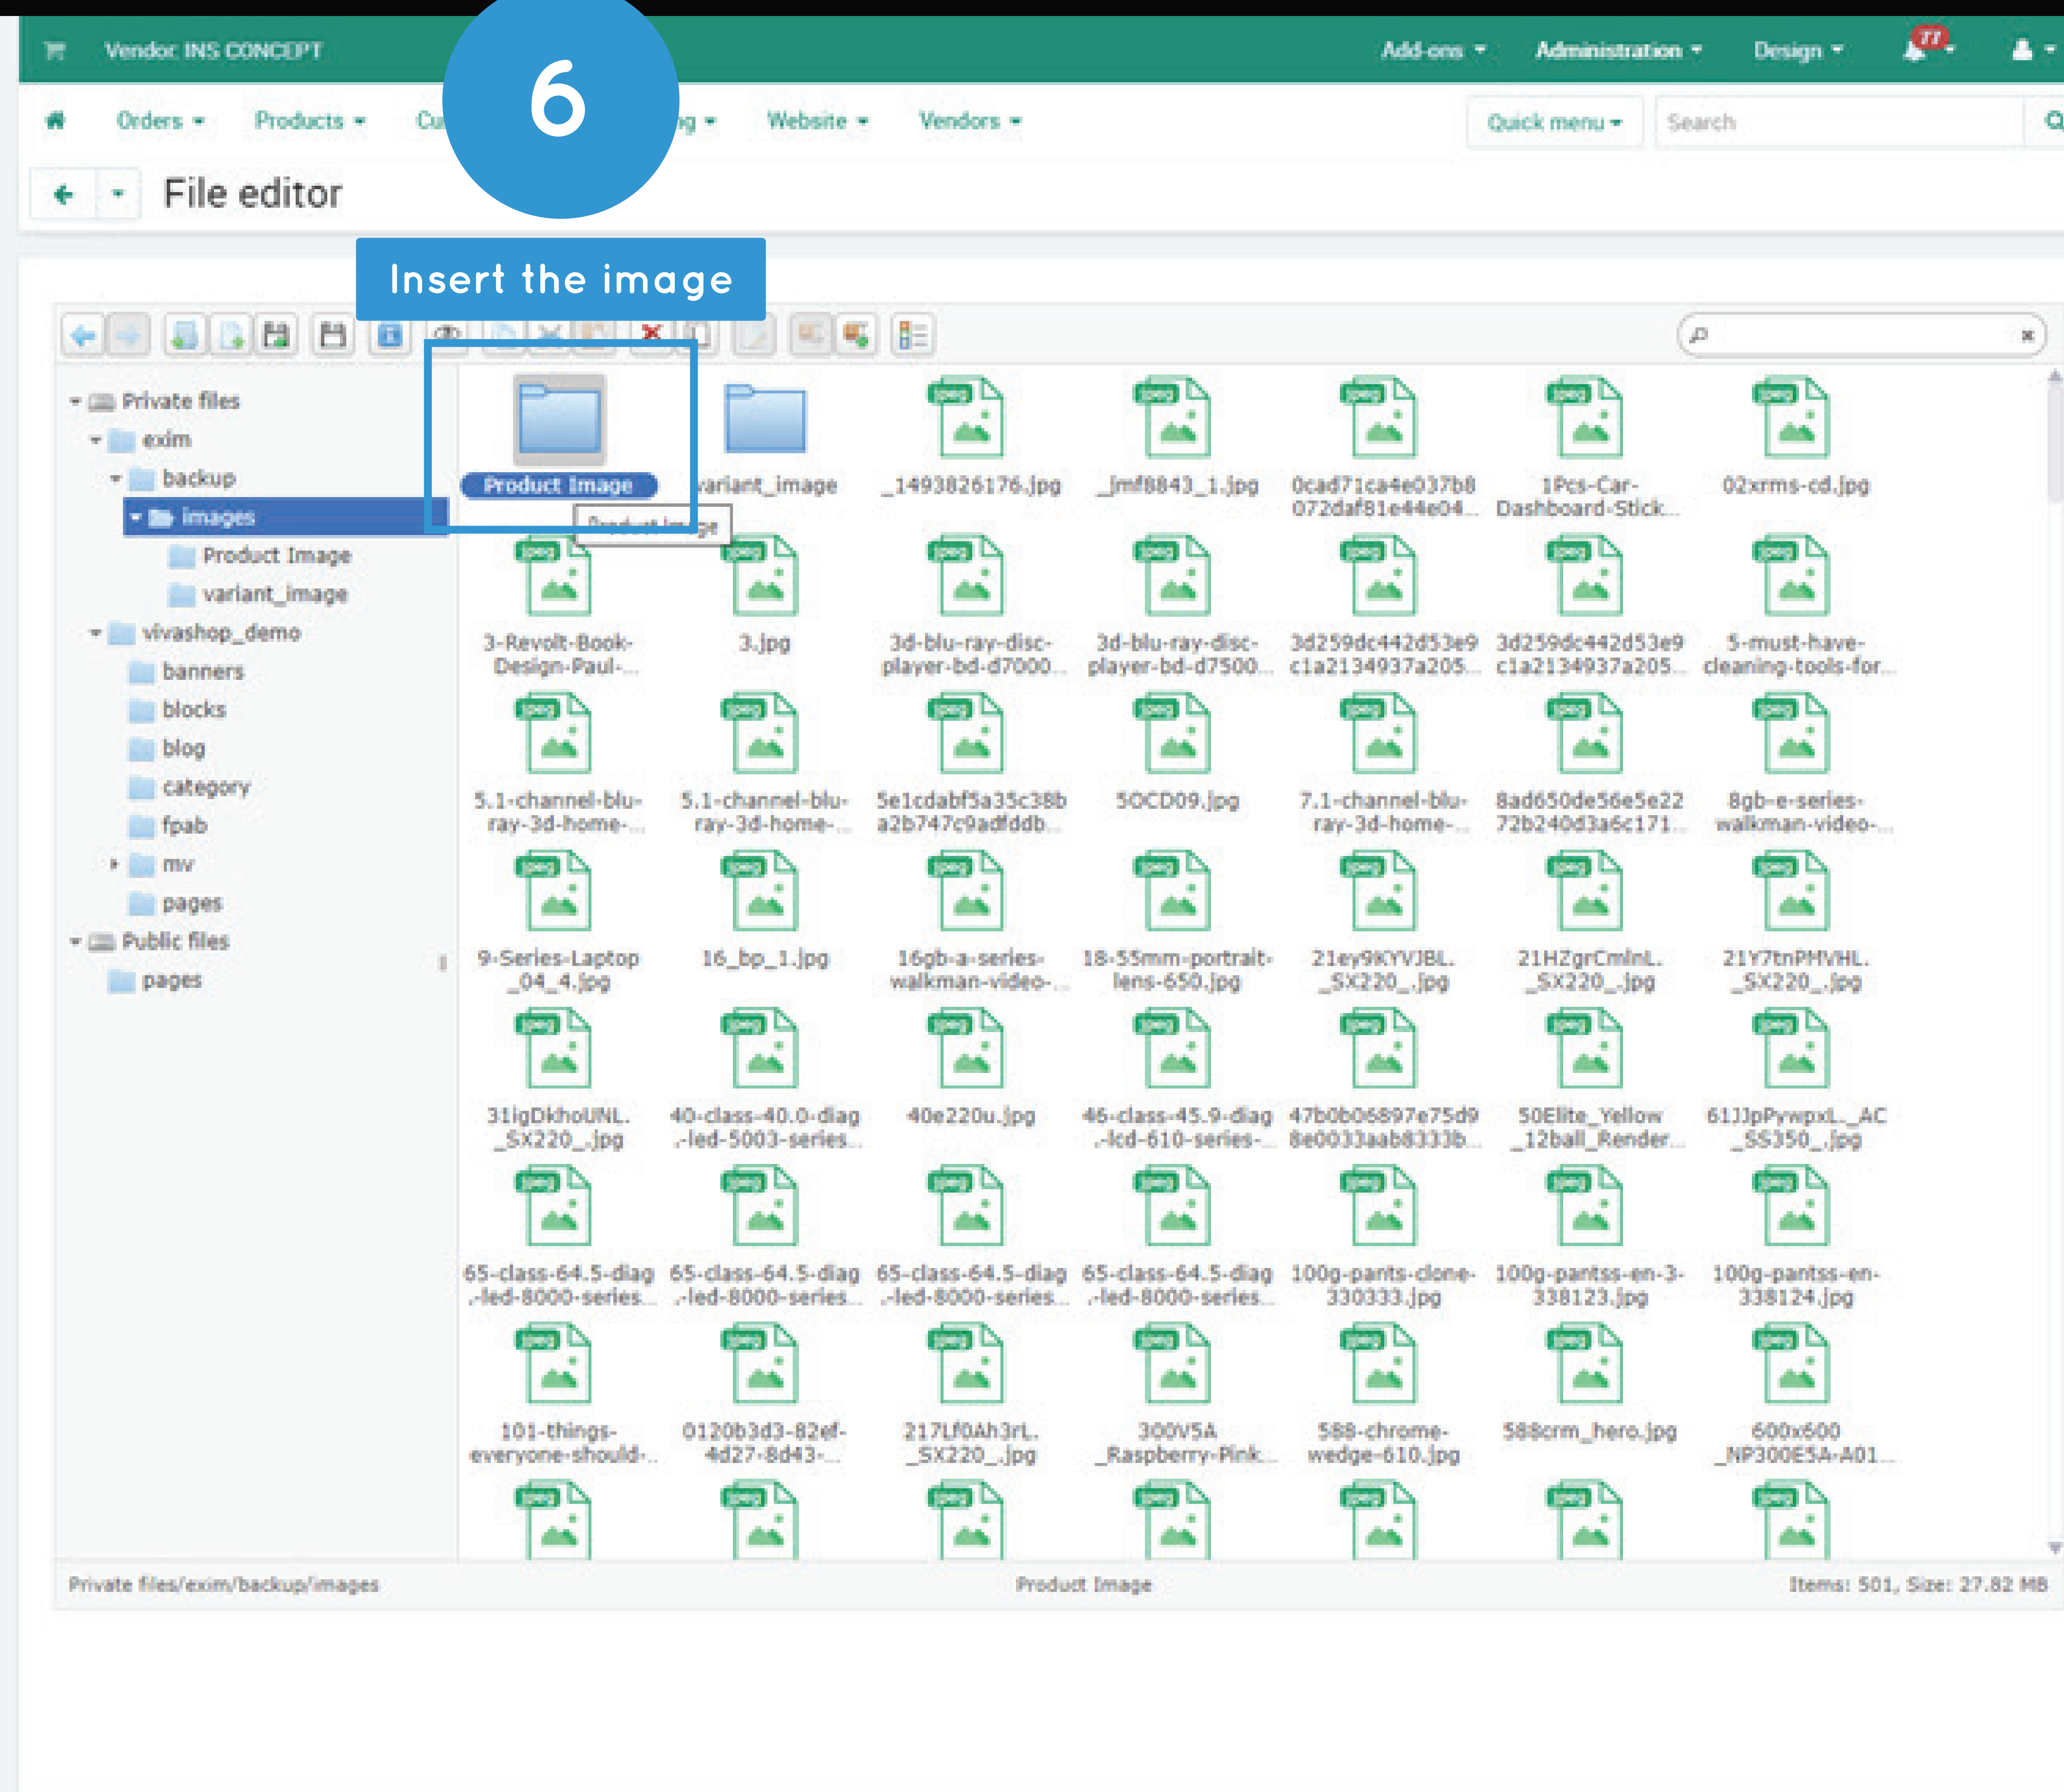 Vendor: INS CONCEPT
Add-ons
Administration
Design
77
6
Orders
Products
Website
Vendors
Quick menu
Search
File editor
Insert the image
Private files
exim
backup
images
Product Image
variant_image
vivashop_demo
banners
blocks
blog
category
fpab
mv
pages
Public files
pages
Product Image
variant_image
_1493826176.jpg
_jmf8843_1.jpg
0cad71ca4e037b8
072daf81e44e04...
1Pcs-Car-
Dashboard-Stick...
02xrms-cd.jpg
Product Image
3-Revolt-Book-
Design-Paul-...
3.jpg
3d-blu-ray-disc-
player-bd-d7000...
3d-blu-ray-disc-
player-bd-d7500...
3d259dc442d53e9
c1a2134937a205...
3d259dc442d53e9
c1a2134937a205...
5-must-have-
cleaning-tools-for...
5.1-channel-blu-
ray-3d-home-...
5.1-channel-blu-
ray-3d-home-...
5e1cdabf5a35c38b
a2b747c9adfddb...
50CD09.jpg
7.1-channel-blu-
ray-3d-home-...
8ad650de56e5e22
72b240d3a6c171...
8gb-e-series-
walkman-video-...
9-Series-Laptop
_04_4.jpg
16_bp_1.jpg
16gb-a-series-
walkman-video-...
18-55mm-portrait-
lens-650.jpg
21ey9KYVJBL.
_SX220_.jpg
21HZgrCmlnL.
_SX220_.jpg
21Y7tnPMVHL.
_SX220_.jpg
31igDkhoUNL.
_SX220_.jpg
40-class-40.0-diag
.-led-5003-series...
40e220u.jpg
46-class-45.9-diag
.-lcd-610-series-...
47b0b06897e75d9
8e0033aab8333b...
50Elite_Yellow
_12ball_Render...
61JJpPywpxL._AC
_SS350_.jpg
65-class-64.5-diag
.-led-8000-series...
65-class-64.5-diag
.-led-8000-series...
65-class-64.5-diag
.-led-8000-series...
65-class-64.5-diag
.-led-8000-series...
100g-pants-clone-
330333.jpg
100g-pantss-en-3-
338123.jpg
100g-pantss-en-
338124.jpg
101-things-
everyone-should-...
0120b3d3-82ef-
4d27-8d43-...
217Lf0Ah3rL.
_SX220_.jpg
300V5A
_Raspberry-Pink...
588-chrome-
wedge-610.jpg
588crm_hero.jpg
600x600
_NP300E5A-A01...
Private files/exim/backup/images
Product Image
Items: 501, Size: 27.82 MB